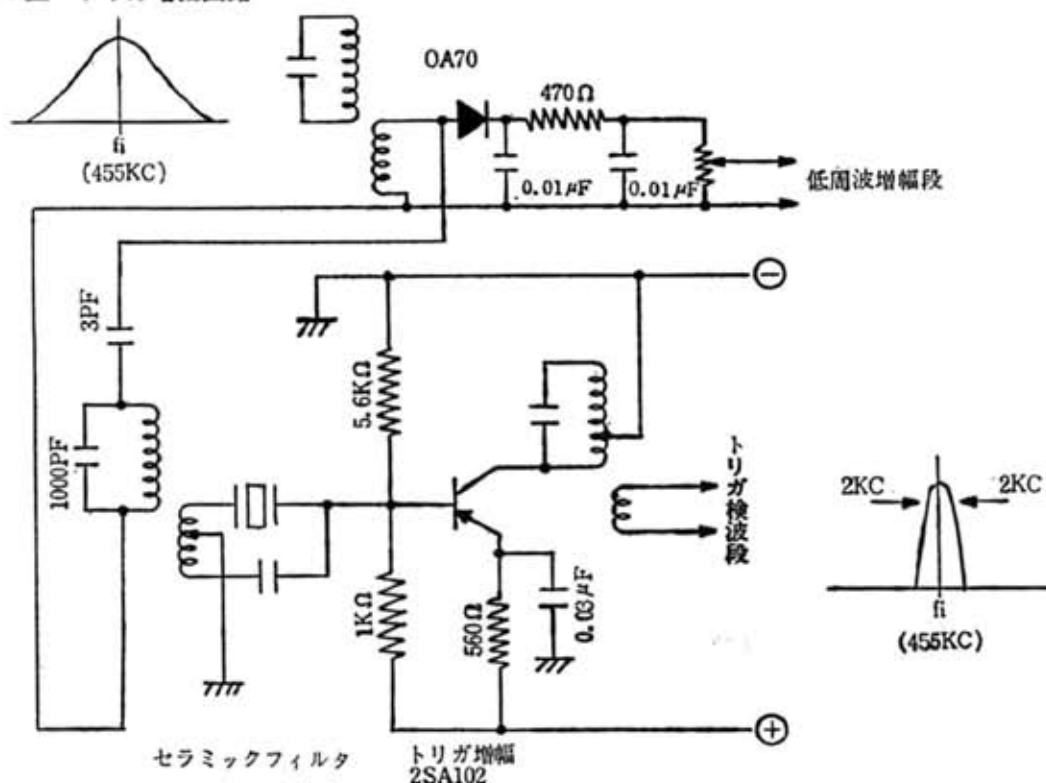 OA70
470Ω
fi
(455KC)
0.01μF
0.01μF
低周波増幅段
⊖
3PF
5.6KΩ
1000PF
トリガ検波段
2KC
2KC
1KΩ
560Ω
0.03μF
fi
(455KC)
⊕
セラミックフィルタ
トリガ増幅
2SA102